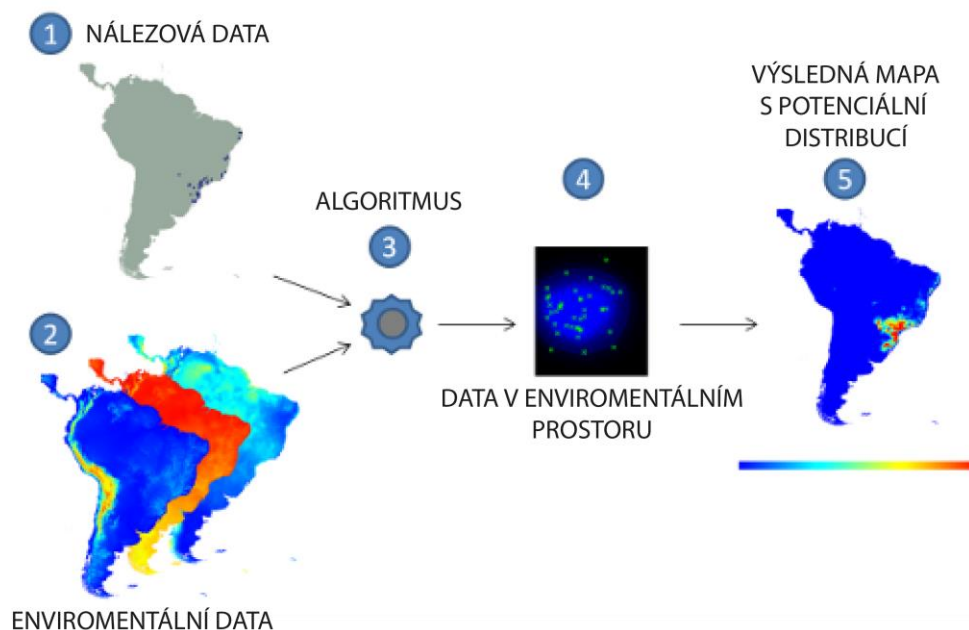 1 NÁLEZOVÁ DATA
VÝSLEDNÁ MAPA
S POTENCIÁLNÍ
DISTRIBUCÍ
4
5
ALGORITMUS
3
2
DATA V ENVIROMENTÁLNÍM
PROSTORU
ENVIROMENTÁLNÍ DATA